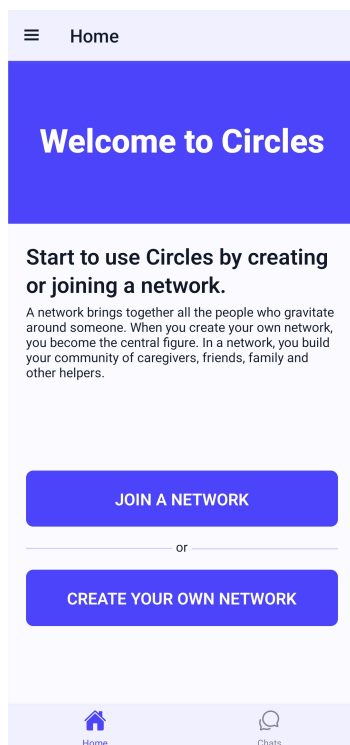 Home
Welcome to Circles
Start to use Circles by creating
or joining a network.
A network brings together all the people who gravitate
around someone. When you create your own network,
you become the central figure. In a network, you build
your community of caregivers, friends, family and
other helpers.
JOIN A NETWORK
or
CREATE YOUR OWN NETWORK
Home
Chats